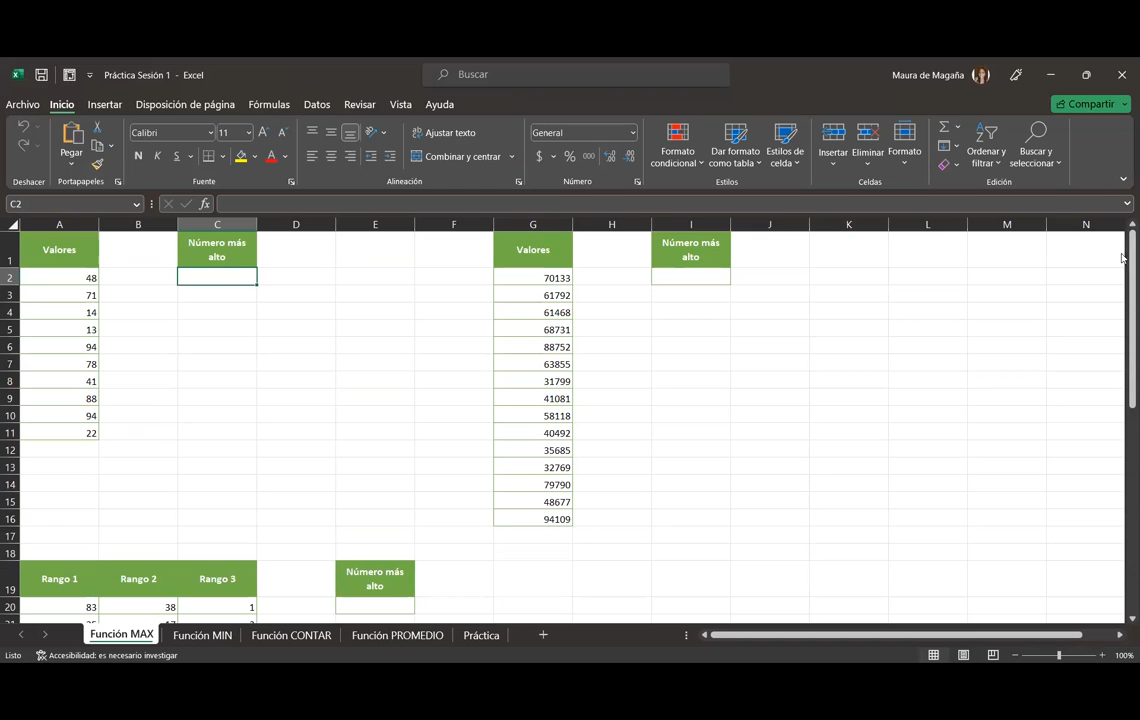 Práctica Sesión 1 - Excel
Buscar
Maura de Magaña
Archivo Inicio Insertar Disposición de página Fórmulas Datos Revisar Vista Ayuda
Compartir
Pegar
Calibri 11
N K S
Ajustar texto
Combinar y centrar
General
$ % 000
Formato condicional
Dar formato como tabla
Estilos de celda
Insertar Eliminar Formato
Ordenar y filtrar
Buscar y seleccionar
Deshacer Portapapeles Fuente Alineación Número Estilos Celdas Edición
C2 fx
A B C D E F G H I J K L M N
1 Valores Número más alto Valores Número más alto
2 48 70133
3 71 61792
4 14 61468
5 13 68731
6 94 88752
7 78 63855
8 41 31799
9 88 41081
10 94 58118
11 22 40492
12 35685
13 32769
14 79790
15 48677
16 94109
17
18
19 Rango 1 Rango 2 Rango 3 Número más alto
20 83 38 1
Función MAX Función MIN Función CONTAR Función PROMEDIO Práctica
Listo Accesibilidad: es necesario investigar 100%